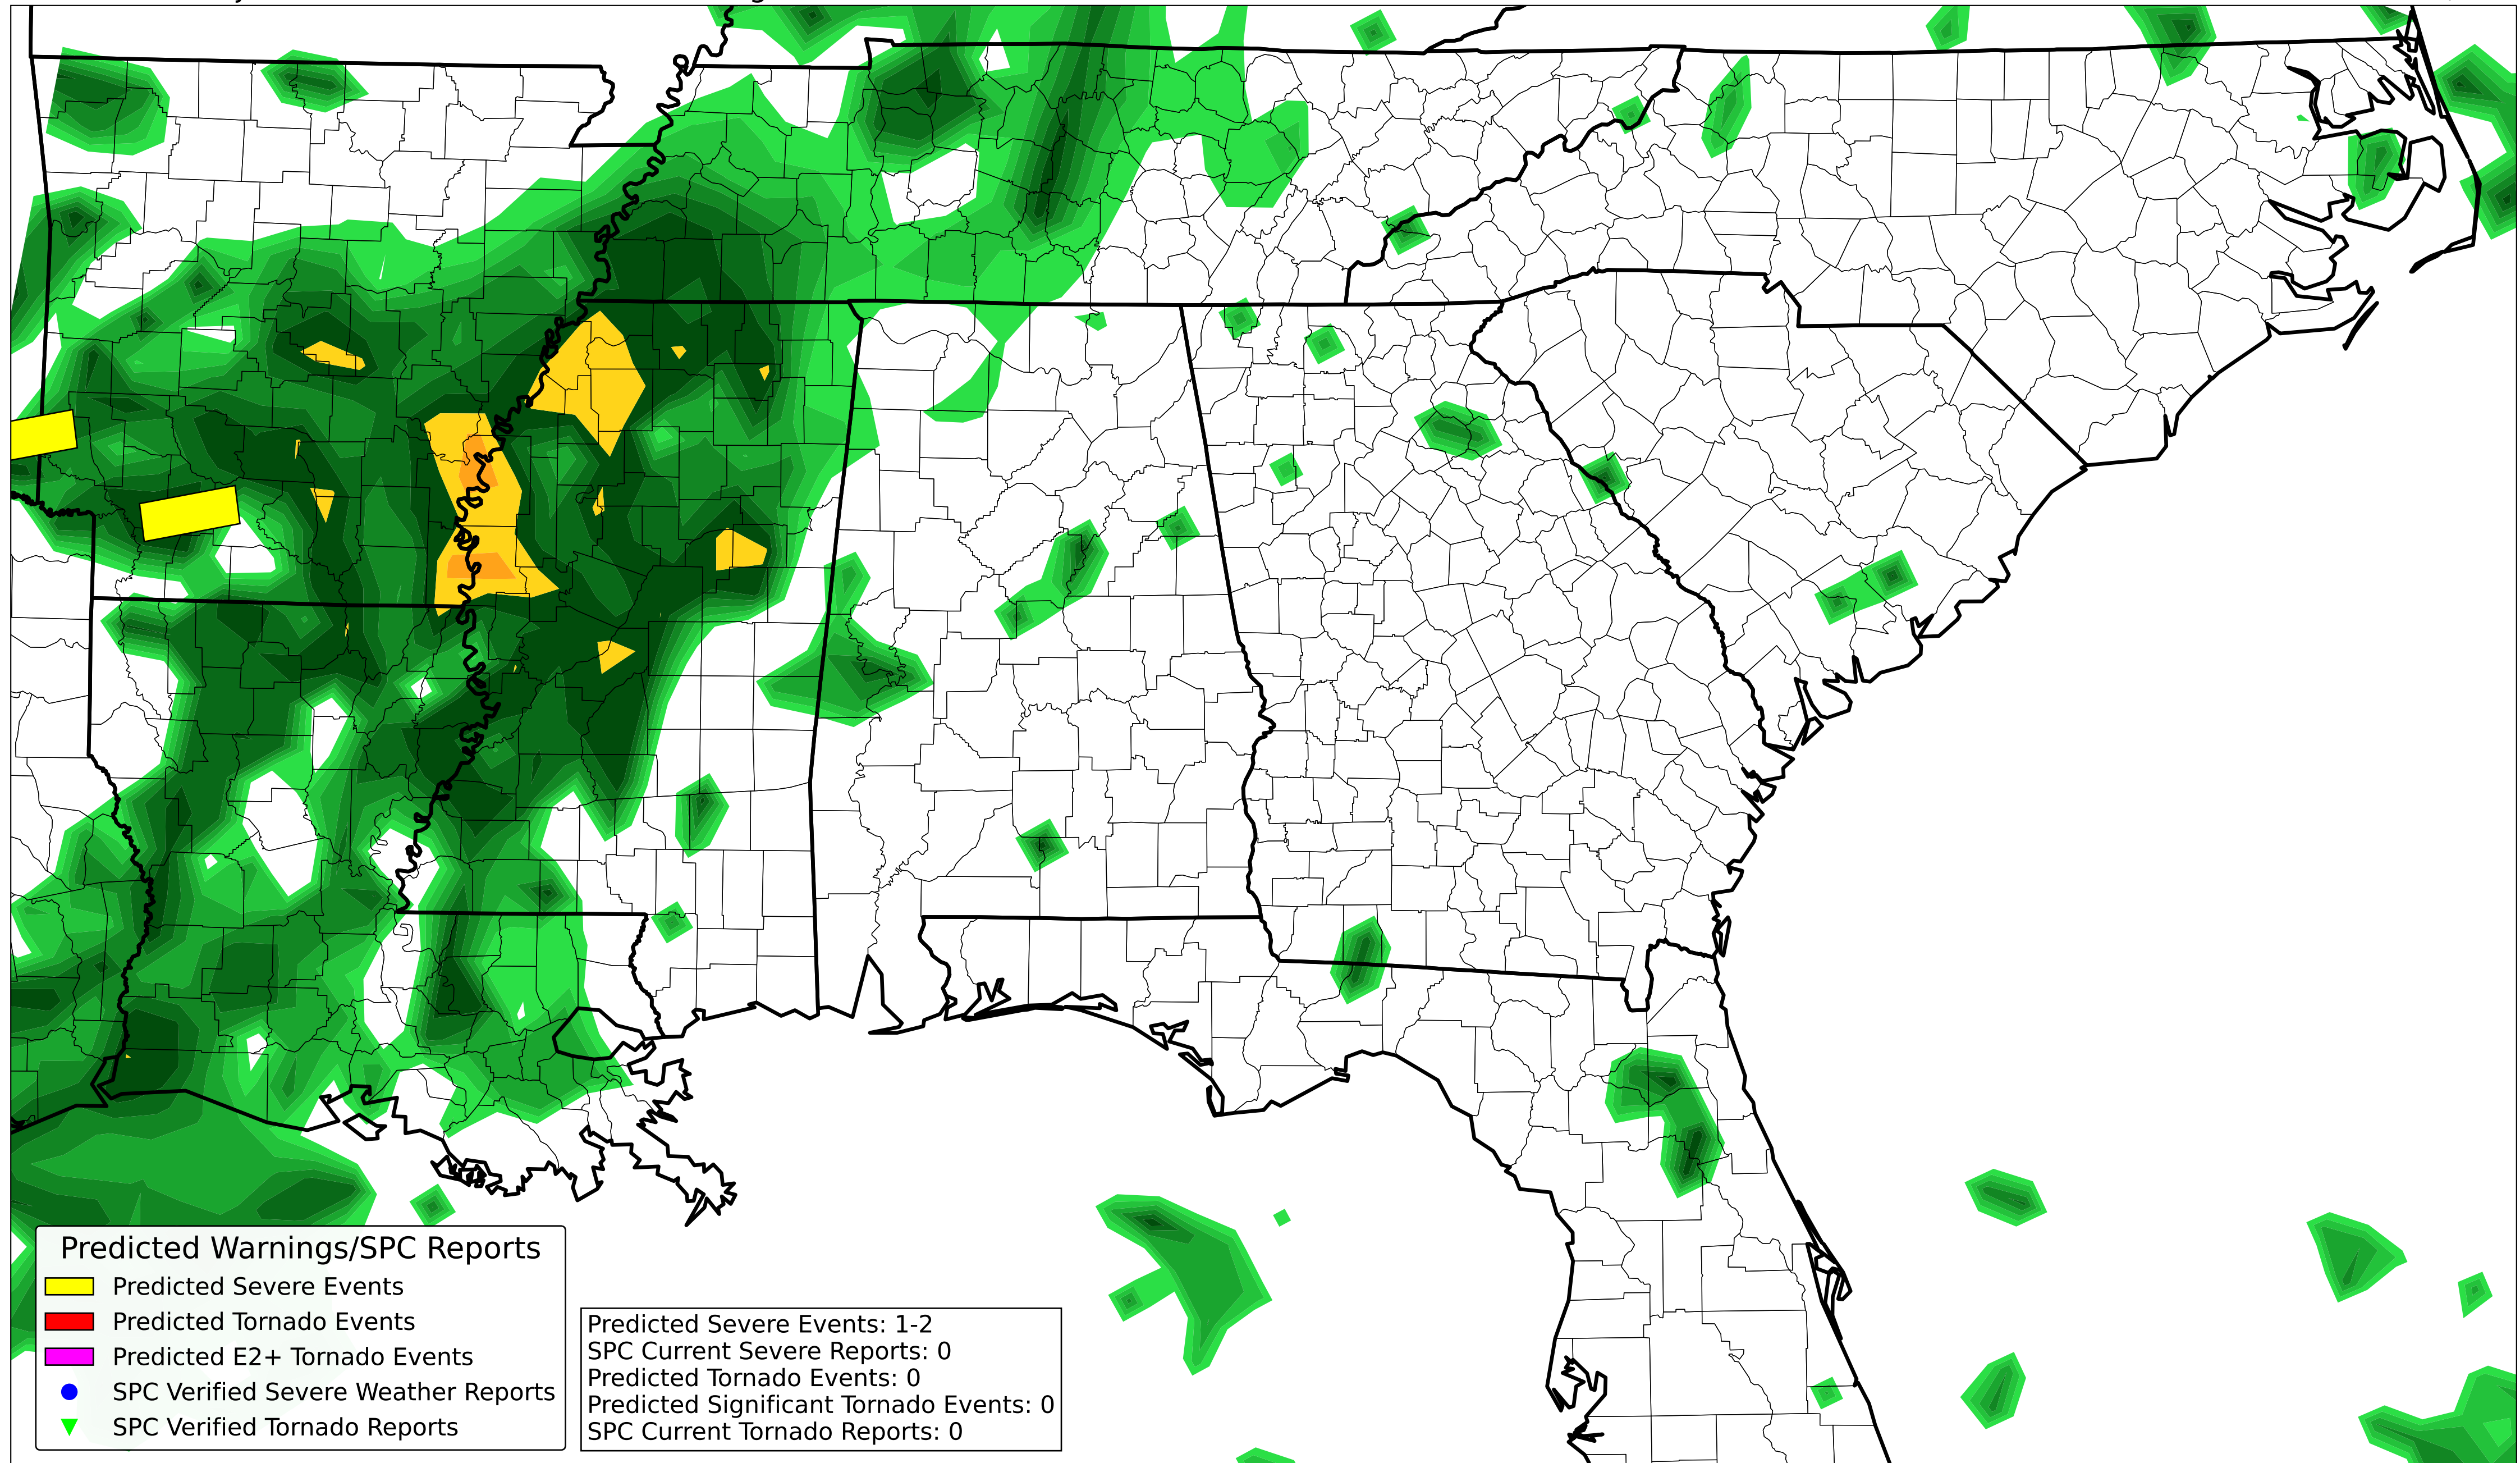 Predicted Warnings/SPC Reports
Predicted Severe Events
Predicted Tornado Events
Predicted E2+ Tornado Events
SPC Verified Severe Weather Reports
SPC Verified Tornado Reports
Predicted Severe Events: 1-2
SPC Current Severe Reports: 0
Predicted Tornado Events: 0
Predicted Significant Tornado Events: 0
SPC Current Tornado Reports: 0